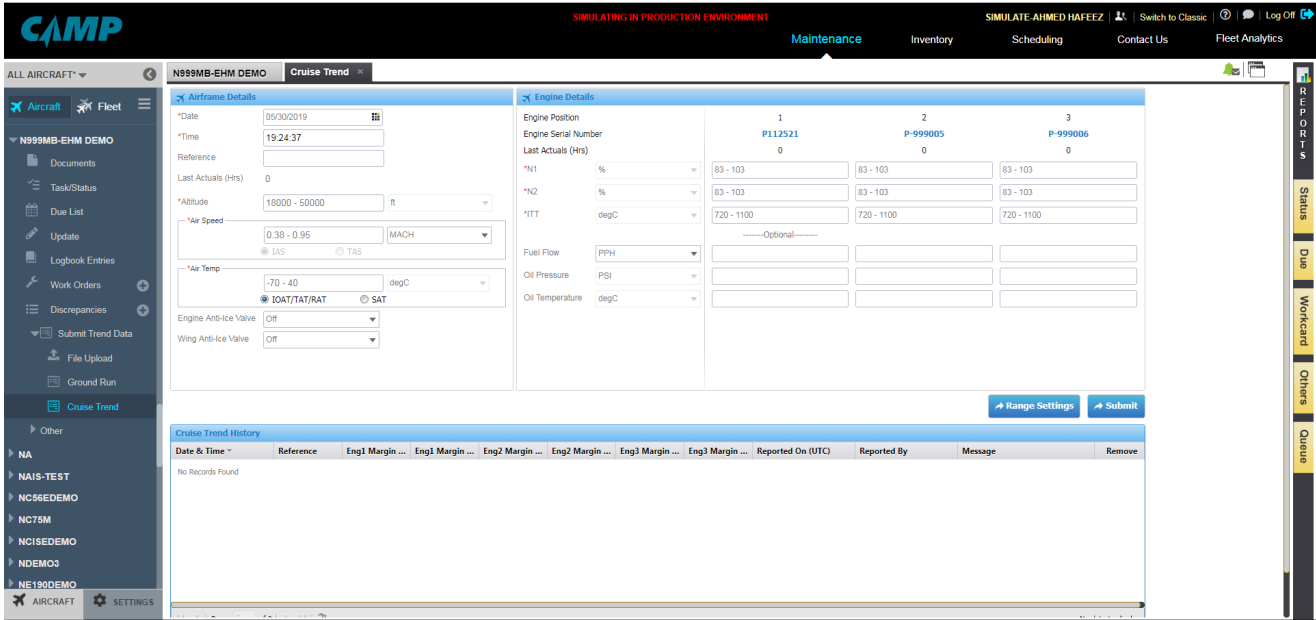 CAMP
SIMULATING IN PRODUCTION ENVIRONMENT
SIMULATE-AHMED HAFEEZ | Switch to Classic | Log Off
Maintenance Inventory Scheduling Contact Us Fleet Analytics
ALL AIRCRAFT*
N999MB-EHM DEMO Cruise Trend ×
Aircraft Fleet
N999MB-EHM DEMO
Documents
Task/Status
Due List
Update
Logbook Entries
Work Orders
Discrepancies
Submit Trend Data
File Upload
Ground Run
Cruise Trend
Other
NA
NAIS-TEST
NC56EDEMO
NC75M
NCISEDEMO
NDEMO3
NE190DEMO
AIRCRAFT SETTINGS
Airframe Details
*Date 05/30/2019
*Time 19:24:37
Reference
Last Actuals (Hrs) 0
*Altitude 18000 - 50000 ft
*Air Speed
0.38 - 0.95 MACH
IAS TAS
*Air Temp
-70 - 40 degC
IOAT/TAT/RAT SAT
Engine Anti-Ice Valve Off
Wing Anti-Ice Valve Off
Engine Details
Engine Position 1 2 3
Engine Serial Number P112521 P-999005 P-999006
Last Actuals (Hrs) 0 0 0
*N1 % 83 - 103 83 - 103 83 - 103
*N2 % 83 - 103 83 - 103 83 - 103
*ITT degC 720 - 1100 720 - 1100 720 - 1100
--------Optional--------
Fuel Flow PPH
Oil Pressure PSI
Oil Temperature degC
Range Settings Submit
Cruise Trend History
Date & Time Reference Eng1 Margin ... Eng1 Margin ... Eng2 Margin ... Eng2 Margin ... Eng3 Margin ... Eng3 Margin ... Reported On (UTC) Reported By Message Remove
No Records Found
REPORTS
Status
Due
Workcard
Others
Queue